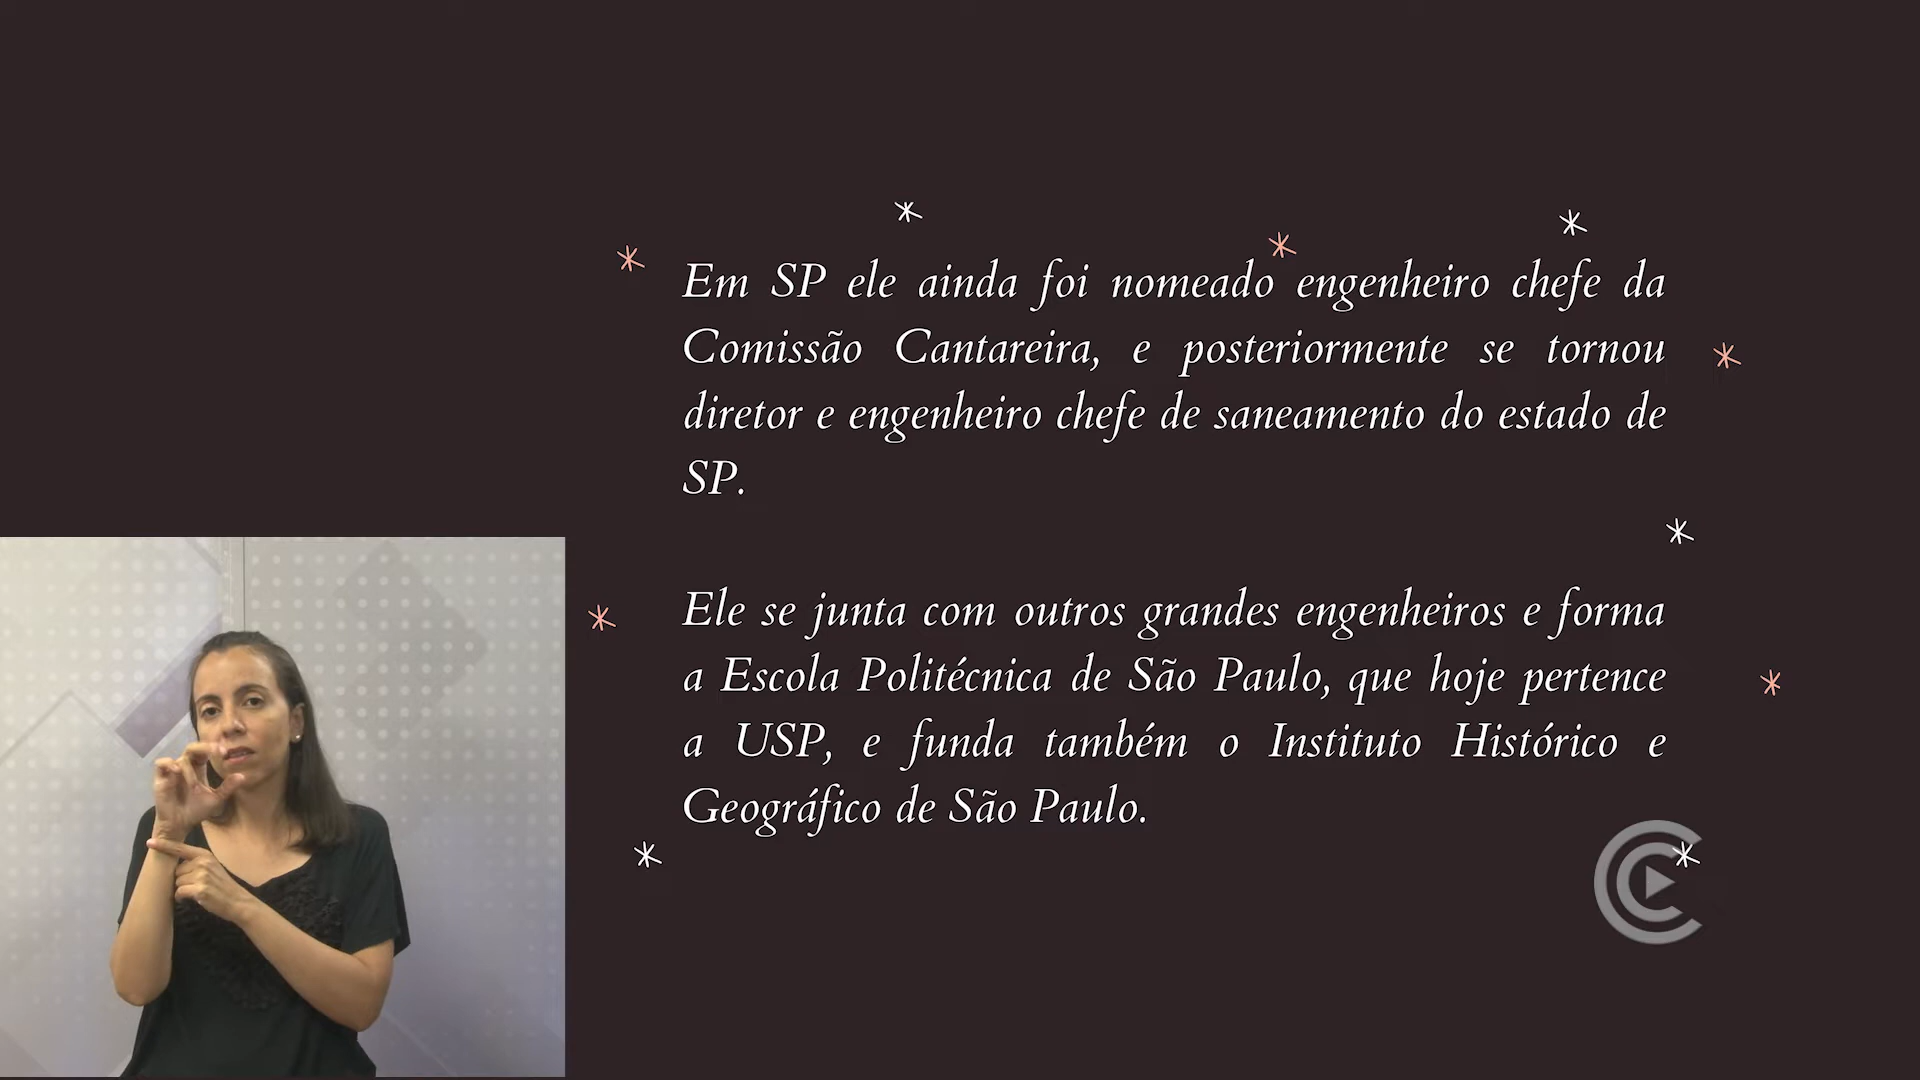 Em SP ele ainda foi nomeado engenheiro chefe da
Comissão Cantareira, e posteriormente se tornou
diretor e engenheiro chefe de saneamento do estado de
SP.
Ele se junta com outros grandes engenheiros e forma
a Escola Politécnica de São Paulo, que hoje pertence
a USP, e funda também o Instituto Histórico e
Geográfico de São Paulo.